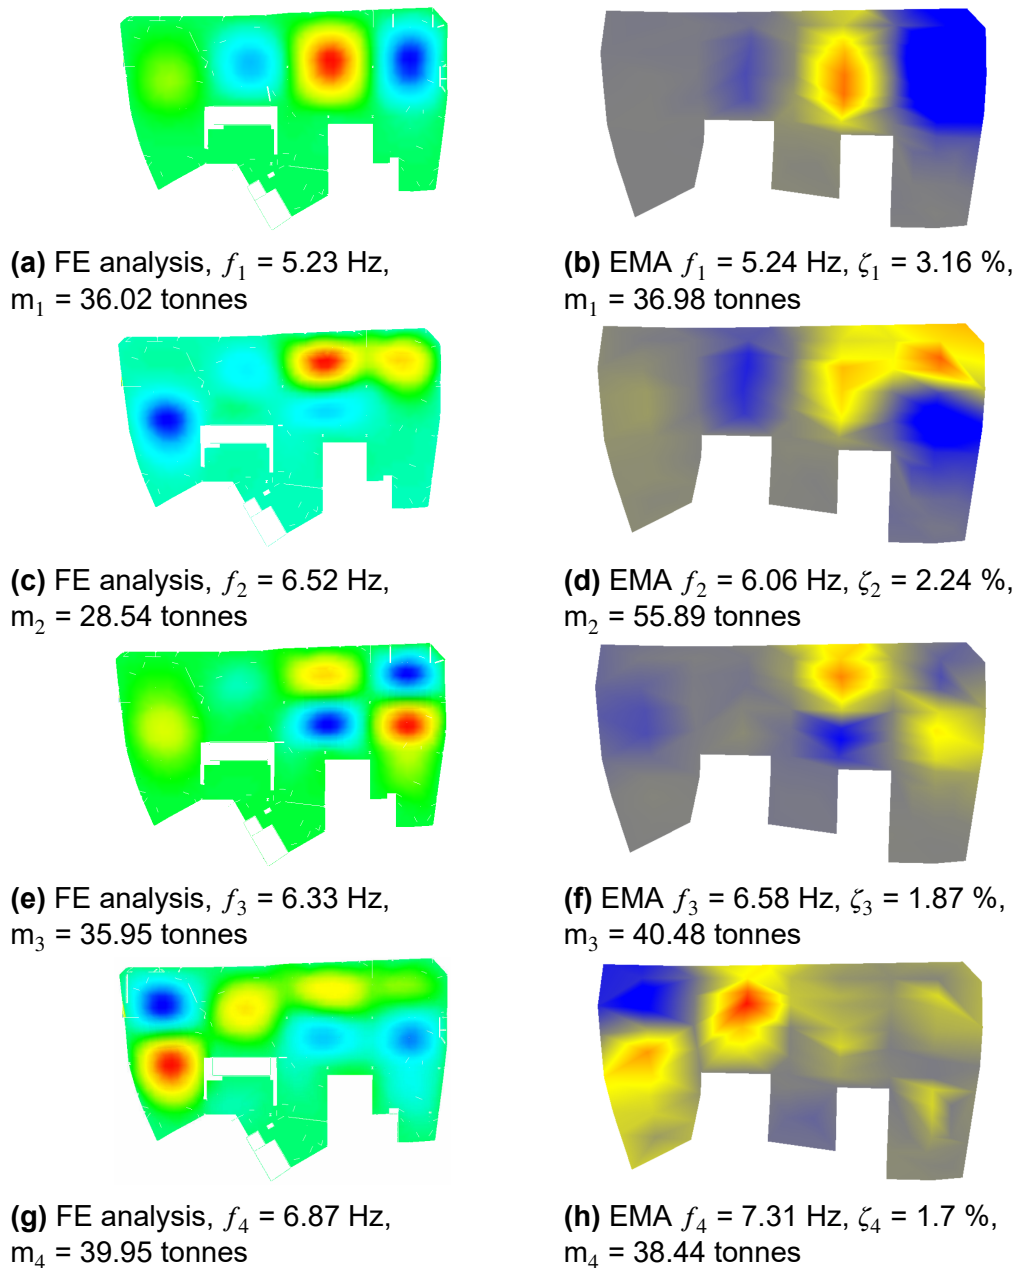 (a) FE analysis, f₁ = 5.23 Hz,
m₁ = 36.02 tonnes
(b) EMA f₁ = 5.24 Hz, ζ₁ = 3.16 %,
m₁ = 36.98 tonnes
(c) FE analysis, f₂ = 6.52 Hz,
m₂ = 28.54 tonnes
(d) EMA f₂ = 6.06 Hz, ζ₂ = 2.24 %,
m₂ = 55.89 tonnes
(e) FE analysis, f₃ = 6.33 Hz,
m₃ = 35.95 tonnes
(f) EMA f₃ = 6.58 Hz, ζ₃ = 1.87 %,
m₃ = 40.48 tonnes
(g) FE analysis, f₄ = 6.87 Hz,
m₄ = 39.95 tonnes
(h) EMA f₄ = 7.31 Hz, ζ₄ = 1.7 %,
m₄ = 38.44 tonnes